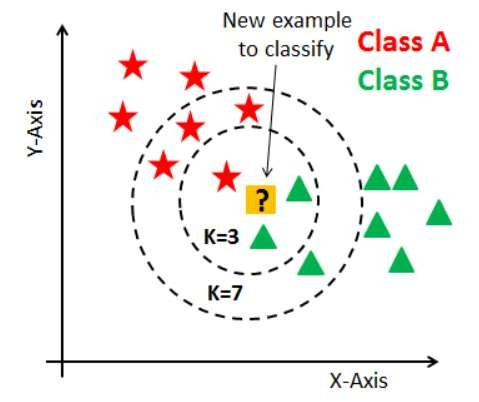 New example
to classify
Class A
Class B
Y-Axis
?
K=3
K=7
X-Axis